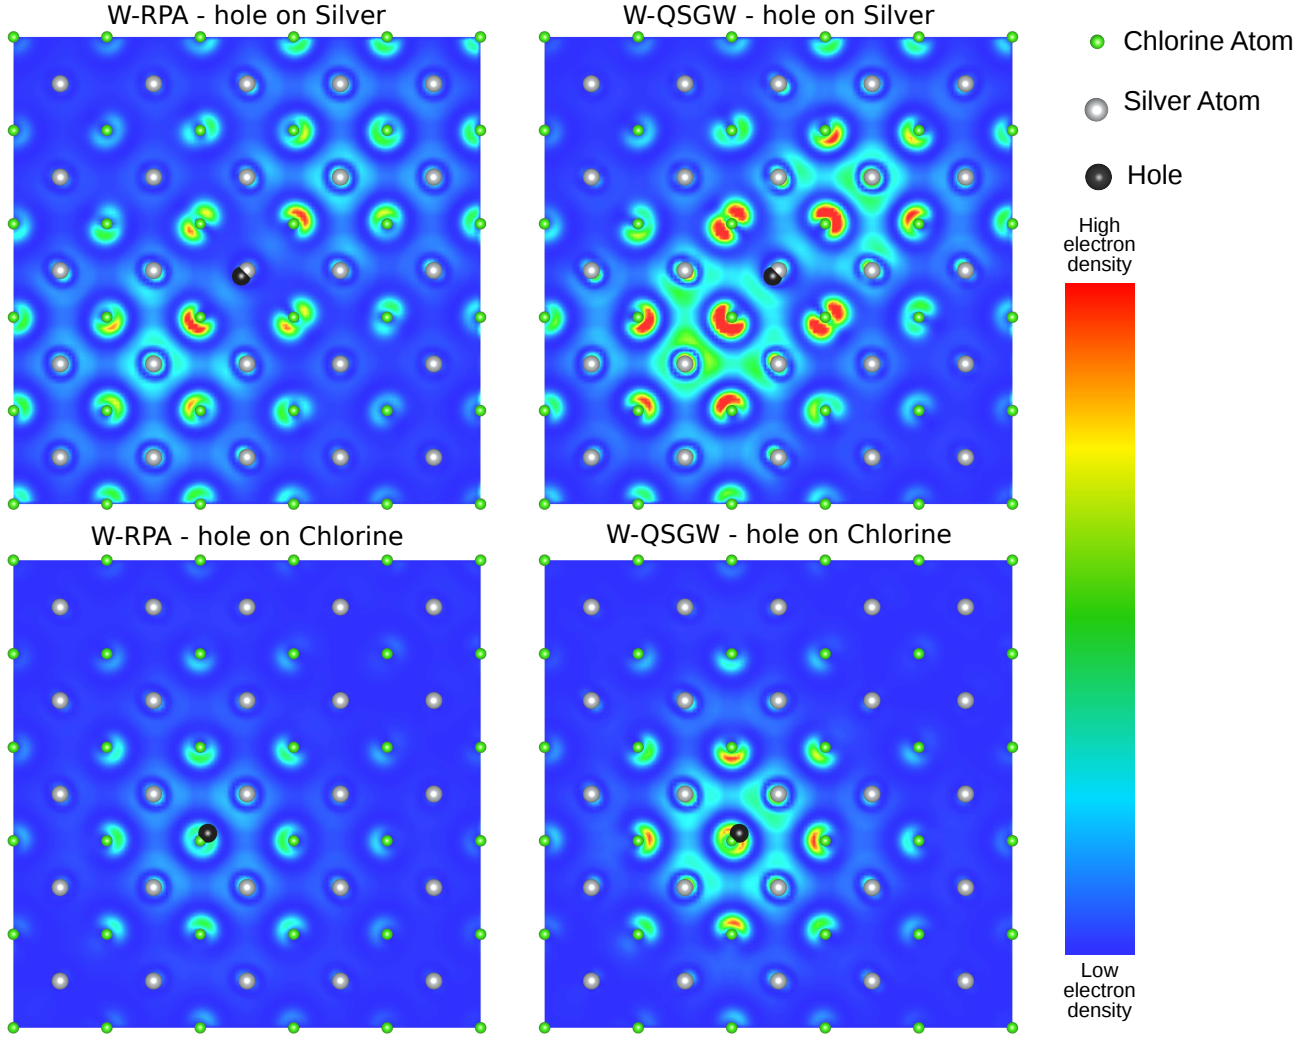 W-RPA - hole on Silver
W-QSGW - hole on Silver
Chlorine Atom
Silver Atom
Hole
High
electron
density
Low
electron
density
W-RPA - hole on Chlorine
W-QSGW - hole on Chlorine